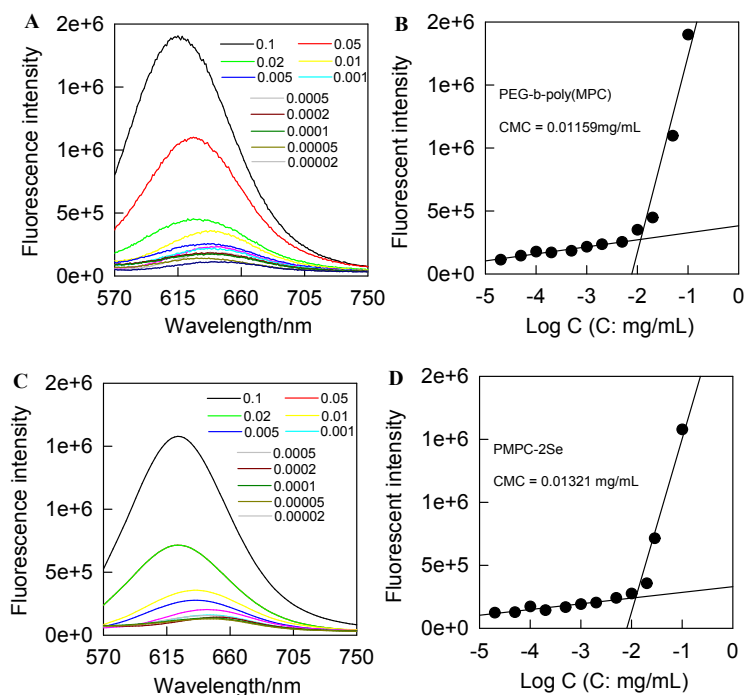 A
Fluorescence intensity
2e+6
2e+6
1e+6
5e+5
0e+0
0.1 0.05
0.02 0.01
0.005 0.001
0.0005
0.0002
0.0001
0.00005
0.00002
570 615 660 705 750
Wavelength/nm
B
Fluorescent intensity
2e+6
2e+6
1e+6
5e+5
0e+0
PEG-b-poly(MPC)
CMC = 0.01159mg/mL
-5 -4 -3 -2 -1 0
Log C (C: mg/mL)
C
Fluorescence intensity
2e+6
2e+6
1e+6
5e+5
0e+0
0.1 0.05
0.02 0.01
0.005 0.001
0.0005
0.0002
0.0001
0.00005
0.00002
570 615 660 705 750
Wavelength/nm
D
Fluorescent intensity
2e+6
1e+6
1e+6
5e+5
0e+0
PMPC-2Se
CMC = 0.01321 mg/mL
-5 -4 -3 -2 -1 0
Log C (C: mg/mL)